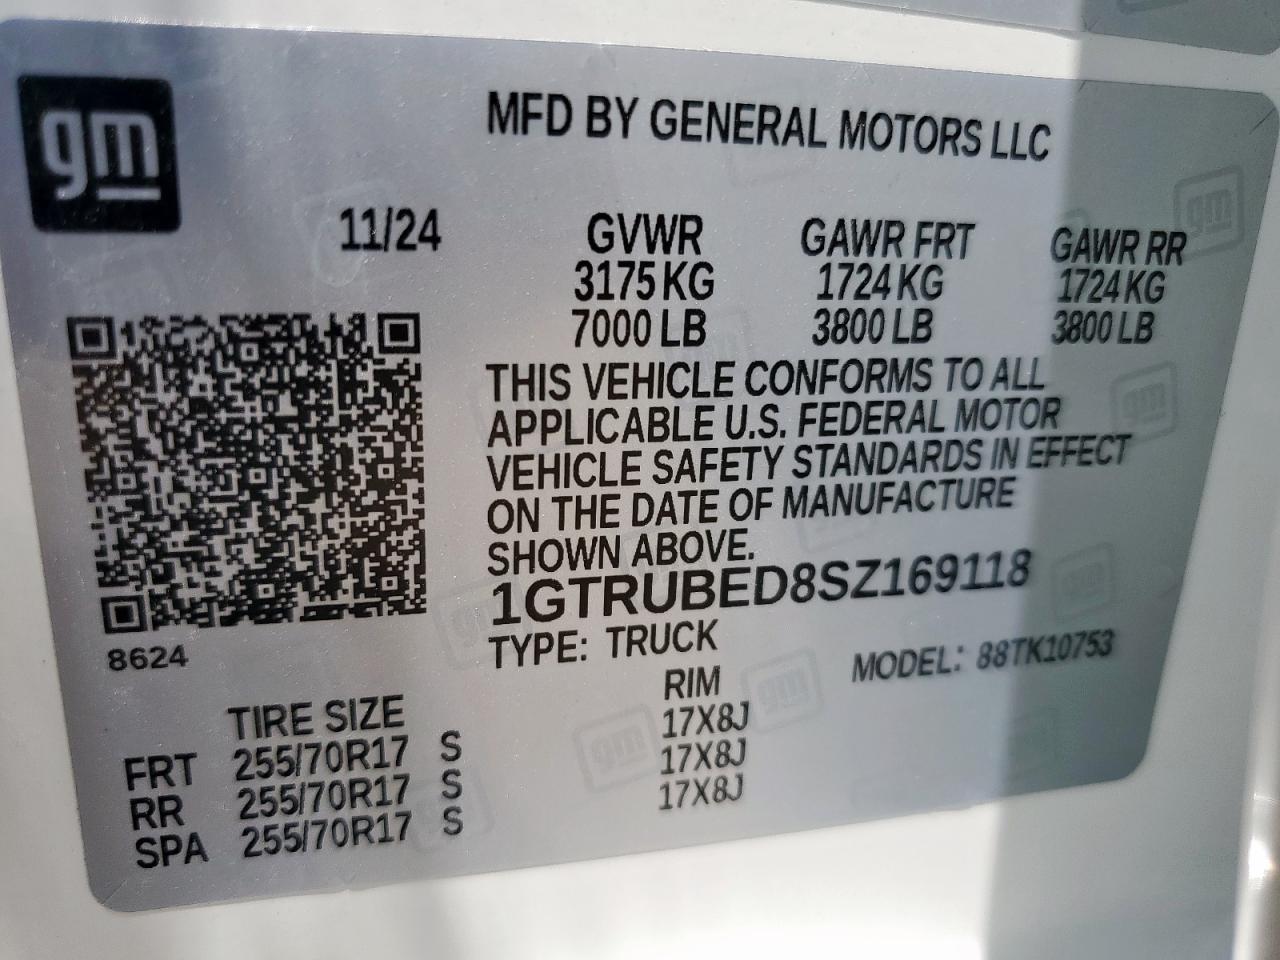 gm
MFD BY GENERAL MOTORS LLC
11/24
GVWR GAWR FRT GAWR RR
3175 KG 1724 KG 1724 KG
7000 LB 3800 LB 3800 LB
THIS VEHICLE CONFORMS TO ALL
APPLICABLE U.S. FEDERAL MOTOR
VEHICLE SAFETY STANDARDS IN EFFECT
ON THE DATE OF MANUFACTURE
SHOWN ABOVE.
1GTRUBED8SZ169118
TYPE: TRUCK MODEL: 88TK10753
8624
TIRE SIZE RIM
FRT 255/70R17 S 17X8J
RR 255/70R17 S 17X8J
SPA 255/70R17 S 17X8J